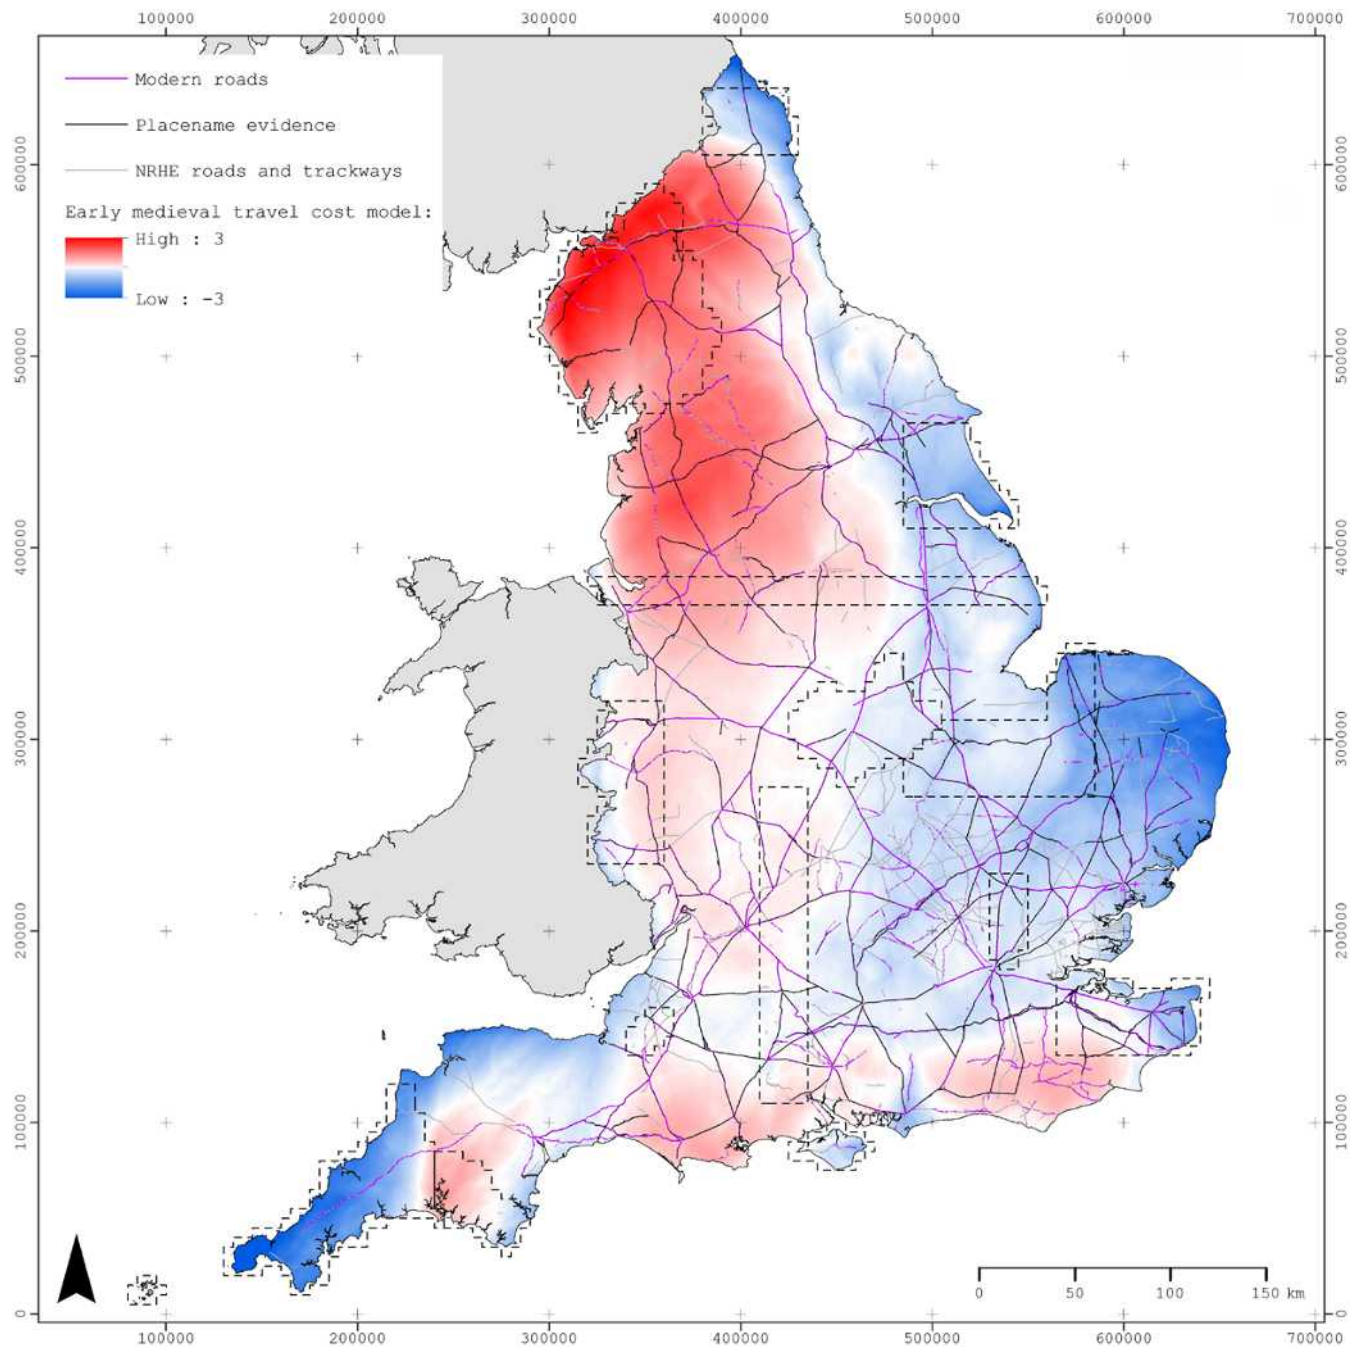 100000 200000 300000 400000 500000 600000 700000
Modern roads
Placename evidence
NRHE roads and trackways
Early medieval travel cost model:
High : 3
Low : -3
600000
500000
400000
300000
200000
100000
0
600000
500000
400000
300000
200000
100000
0
0 50 100 150 km
100000 200000 300000 400000 500000 600000 700000